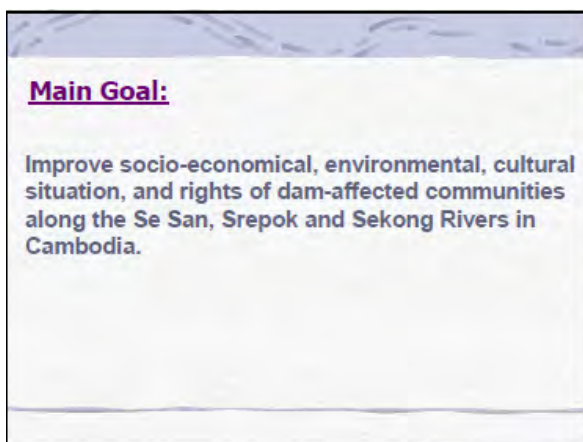 Main Goal:
Improve socio-economical, environmental, cultural
situation, and rights of dam-affected communities
along the Se San, Srepok and Sekong Rivers in
Cambodia.